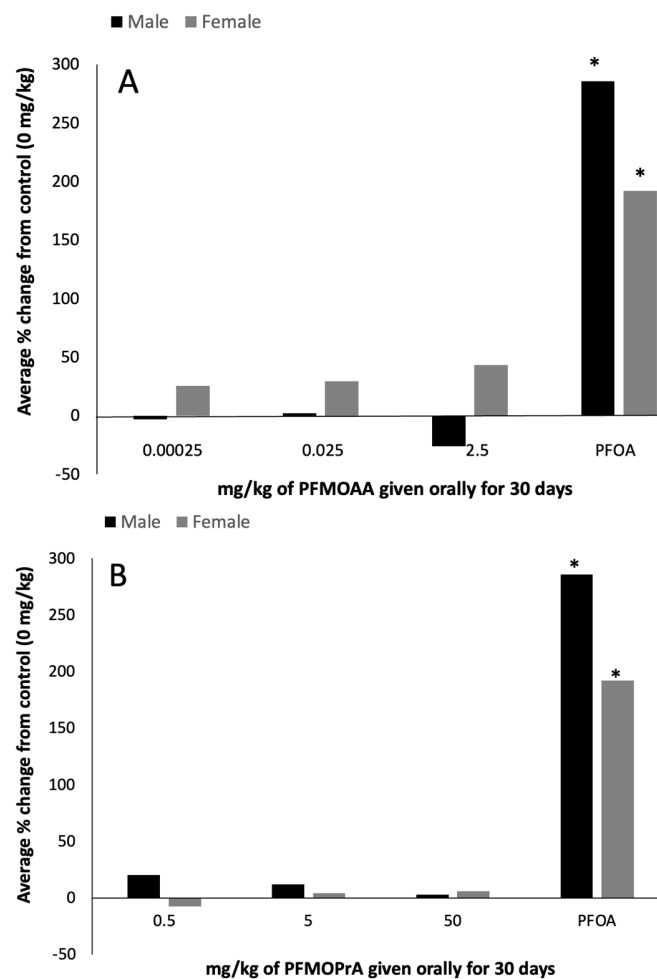 Male Female
A
Average % change from control (0 mg/kg)
300
250
200
150
100
50
0
-50
* *
0.00025 0.025 2.5 PFOA
mg/kg of PFMOAA given orally for 30 days
Male Female
B
Average % change from control (0 mg/kg)
300
250
200
150
100
50
0
-50
* *
0.5 5 50 PFOA
mg/kg of PFMOPrA given orally for 30 days